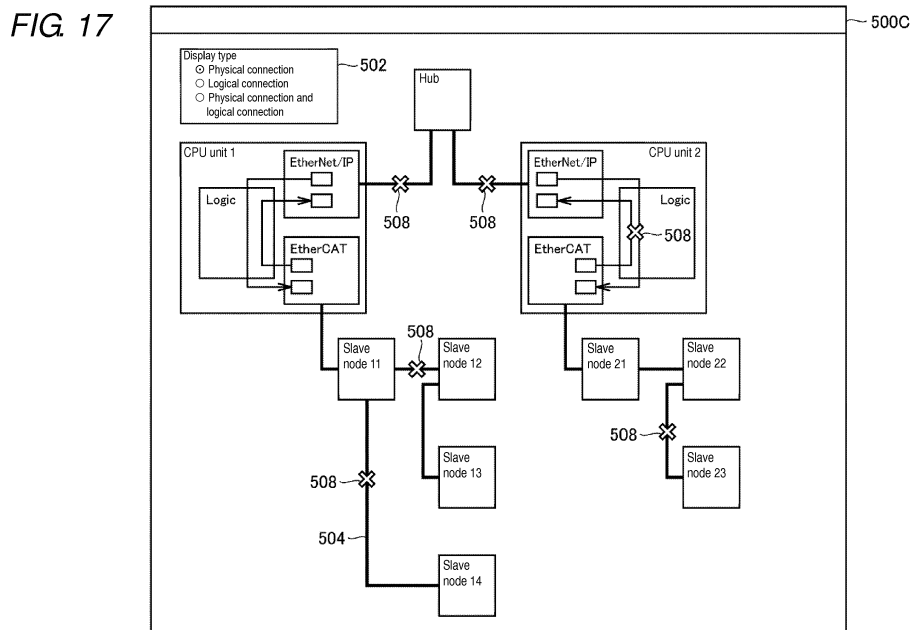 FIG. 17
500C
Display type
Physical connection
Logical connection
Physical connection and
logical connection
502
Hub
CPU unit 1
EtherNet/IP
Logic
EtherCAT
508
508
CPU unit 2
EtherNet/IP
Logic
508
EtherCAT
Slave
node 11
508
Slave
node 12
Slave
node 21
Slave
node 22
508
504
Slave
node 13
508
Slave
node 23
Slave
node 14